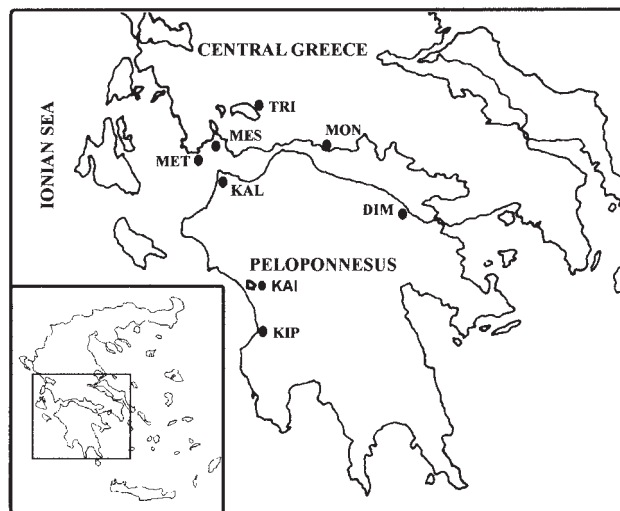 CENTRAL GREECE
IONIAN SEA
TRI
MES
MON
MET
KAL
DIM
PELOPONNESUS
KAI
KIP